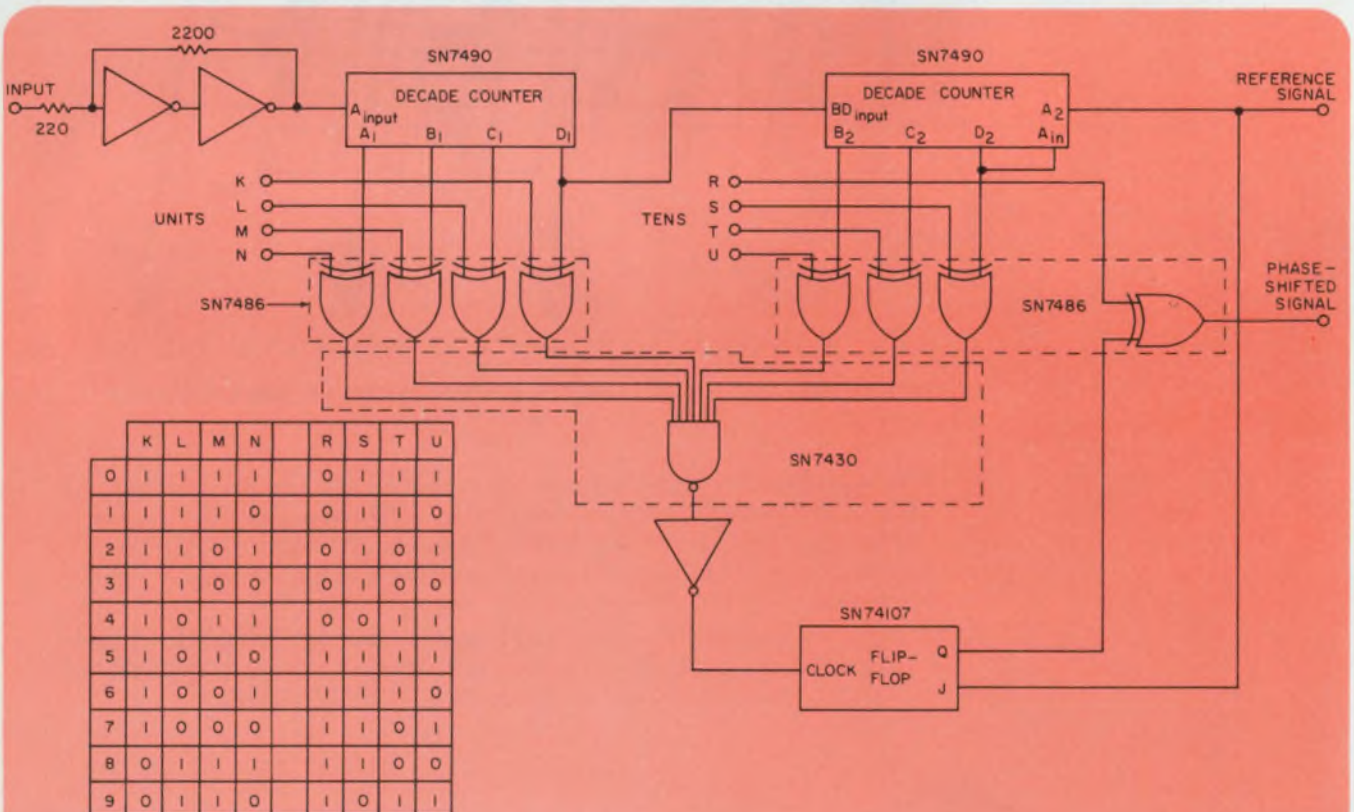 2200
INPUT
220
SN7490
DECADE COUNTER
A input
A1 B1 C1 D1
SN7490
DECADE COUNTER
BD input
A2
B2 C2 D2 Ain
REFERENCE
SIGNAL
K
L
UNITS
M
N
R
S
TENS
T
U
SN7486
SN7486
PHASE-
SHIFTED
SIGNAL
SN7430
SN74107
CLOCK
FLIP-
FLOP
Q
J
K L M N R S T U
0 1 1 1 1 0 1 1 1
1 1 1 1 0 0 1 1 0
2 1 1 0 1 0 1 0 1
3 1 1 0 0 0 1 0 0
4 1 0 1 1 0 0 1 1
5 1 0 1 0 1 1 1 1
6 1 0 0 1 1 1 1 0
7 1 0 0 0 1 1 0 1
8 0 1 1 1 1 1 0 0
9 0 1 1 0 1 0 1 1